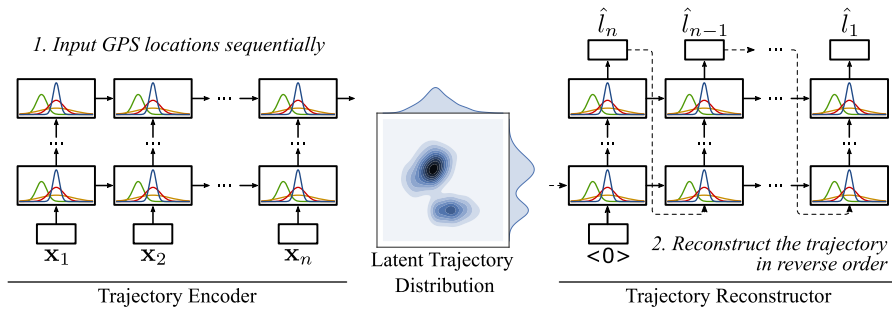 1. Input GPS locations sequentially
...
...
...
...
x₁
x₂
xₙ
Trajectory Encoder
Latent Trajectory
Distribution
l̂ₙ
l̂ₙ₋₁
...
l̂₁
...
...
...
...
...
<0>
2. Reconstruct the trajectory
in reverse order
Trajectory Reconstructor